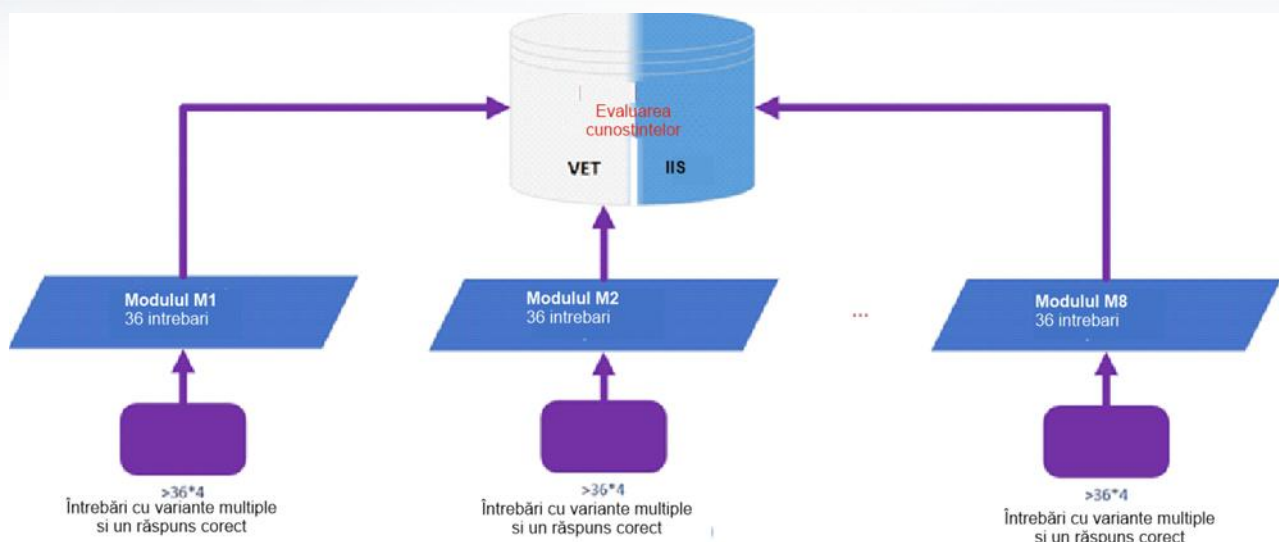 Evaluarea
cunostintelor
VET
IIS
Modulul M1
36 intrebari
Modulul M2
36 intrebari
...
Modulul M8
36 intrebari
>36*4
Întrebări cu variante multiple
si un răspuns corect
>36*4
Întrebări cu variante multiple
si un răspuns corect
>36*4
Întrebări cu variante multiple
si un răspuns corect